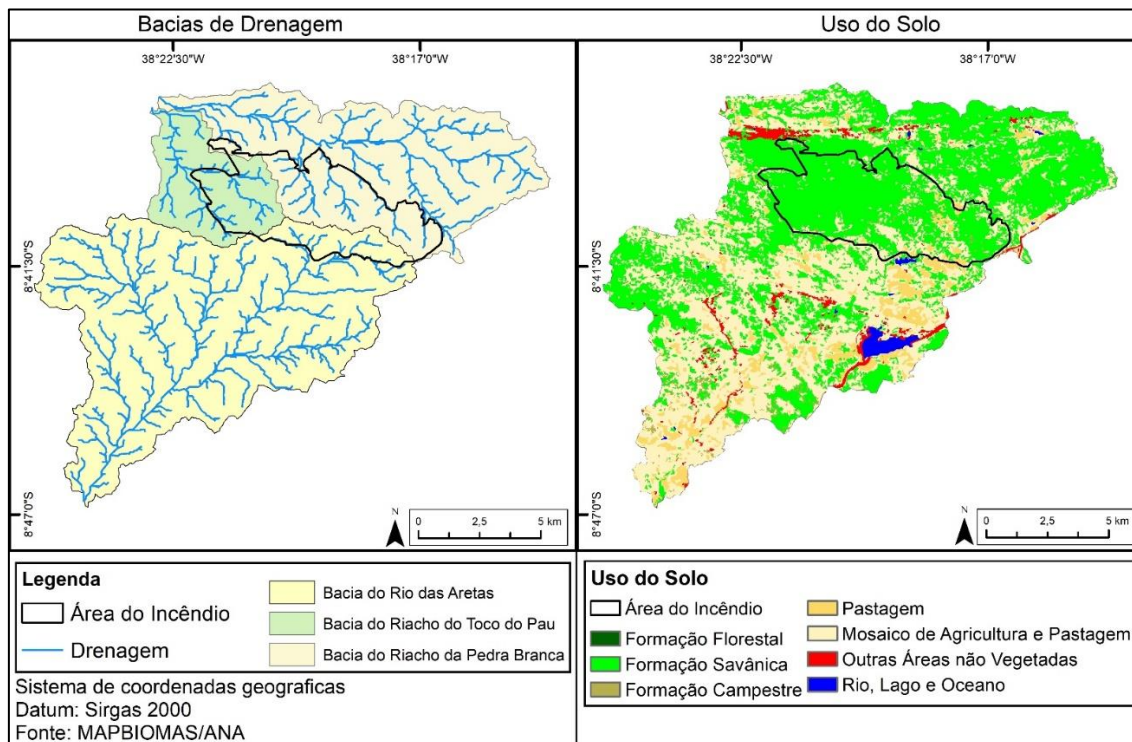 Bacias de Drenagem
38°22'30"W 38°17'0"W
8°41'30"S
8°47'0"S
N
0 2,5 5 km
Legenda
Área do Incêndio
Drenagem
Bacia do Rio das Aretas
Bacia do Riacho do Toco do Pau
Bacia do Riacho da Pedra Branca
Sistema de coordenadas geograficas
Datum: Sirgas 2000
Fonte: MAPBIOMAS/ANA
Uso do Solo
38°22'30"W 38°17'0"W
8°41'30"S
8°47'0"S
N
0 2,5 5 km
Uso do Solo
Área do Incêndio
Formação Florestal
Formação Savânica
Formação Campestre
Pastagem
Mosaico de Agricultura e Pastagem
Outras Áreas não Vegetadas
Rio, Lago e Oceano